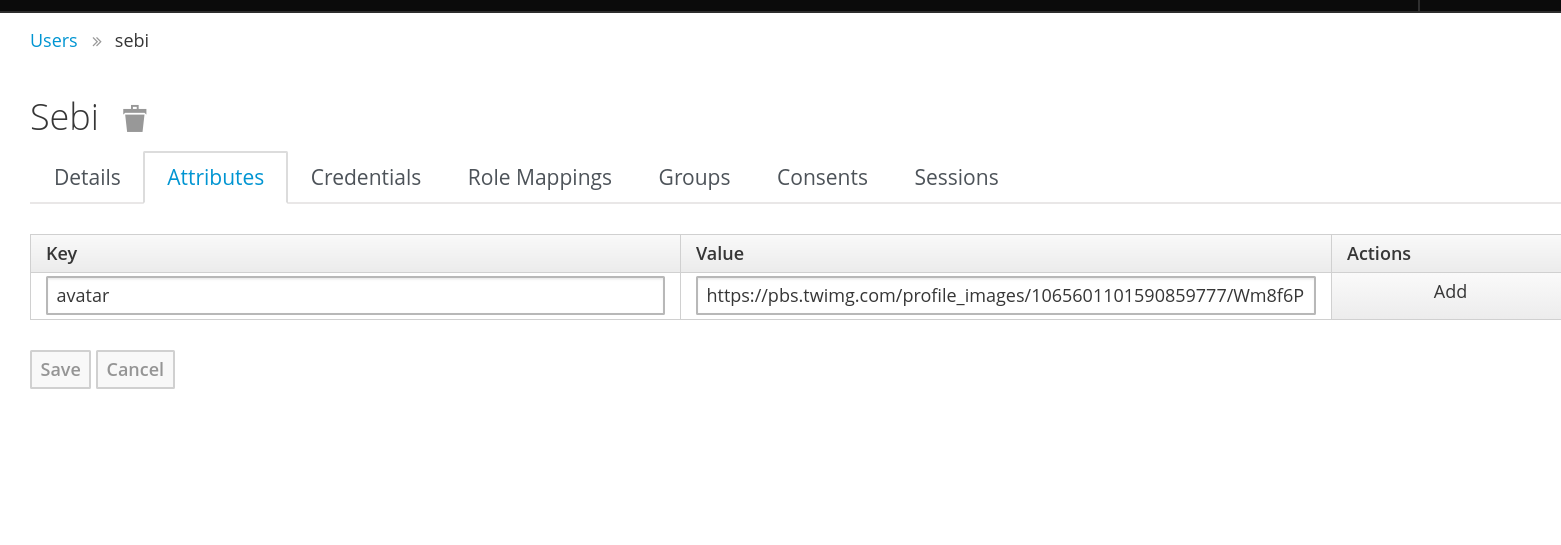 Users » sebi
Sebi
Details Attributes Credentials Role Mappings Groups Consents Sessions
Key Value Actions
avatar https://pbs.twimg.com/profile_images/1065601101590859777/Wm8f6P Add
Save Cancel